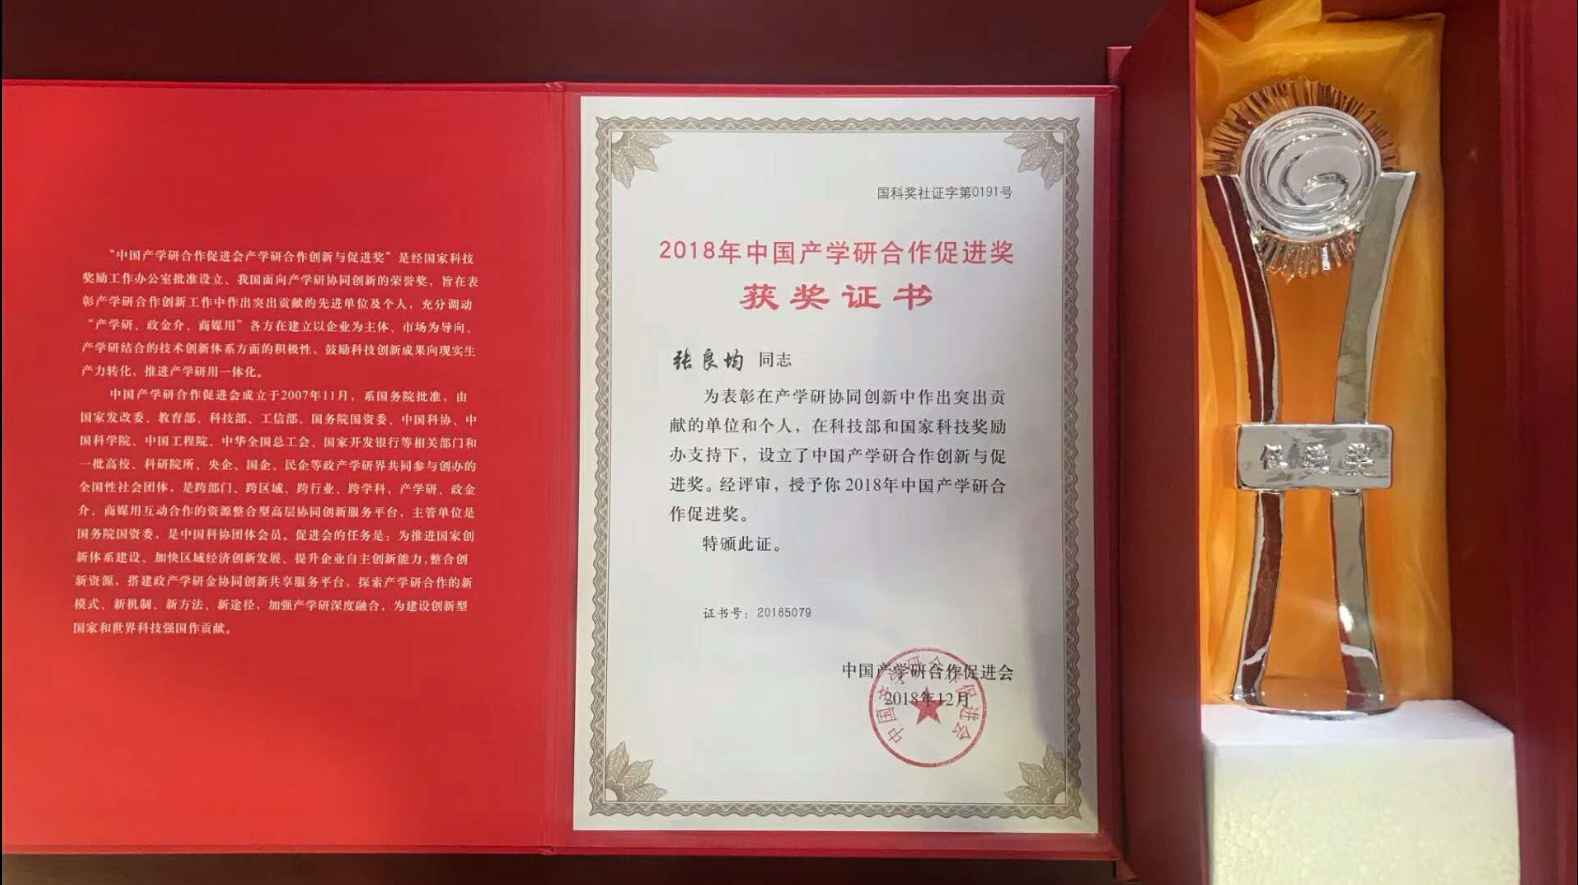 “中国产学研合作促进会产学研合作创新与促进奖”是经国家科技
奖励工作办公室批准设立、我国面向产学研协同创新的荣誉奖，旨在表
彰产学研合作创新工作中作出突出贡献的先进单位及个人，充分调动
“产学研、政金介、商媒用”各方在建立以企业为主体、市场为导向、
产学研结合的技术创新体系方面的积极性、鼓励科技创新成果向现实生
产力转化，推进产学研用一体化。
中国产学研合作促进会成立于2007年11月，系国务院批准，由
国家发改委、教育部、科技部、工信部、国务院国资委、中国科协、中
国科学院、中国工程院、中华全国总工会、国家开发银行等相关部门和
一批高校、科研院所、央企、国企、民企等政产学研界共同参与创办的
全国性社会团体，是跨部门、跨区域、跨行业、跨学科，产学研、政金
介、商媒用互动合作的资源整合型高层协同创新服务平台，主管单位是
国务院国资委，是中国科协团体会员。促进会的任务是：为推进国家创
新体系建设、加快区域经济创新发展、提升企业自主创新能力,整合创
新资源，搭建政产学研金协同创新共享服务平台，探索产学研合作的新
模式、新机制、新方法、新途径，加强产学研深度融合，为建设创新型
国家和世界科技强国作贡献。
国科奖社证字第0191号
2018年中国产学研合作促进奖
获奖证书
张良均 同志
为表彰在产学研协同创新中作出突出贡
献的单位和个人，在科技部和国家科技奖励
办支持下，设立了中国产学研合作创新与促
进奖。经评审，授予你2018年中国产学研合
作促进奖。
特颁此证。
证书号：20185079
中国产学研合作促进会
2018年12月
中国产学研合作促进会
促进奖